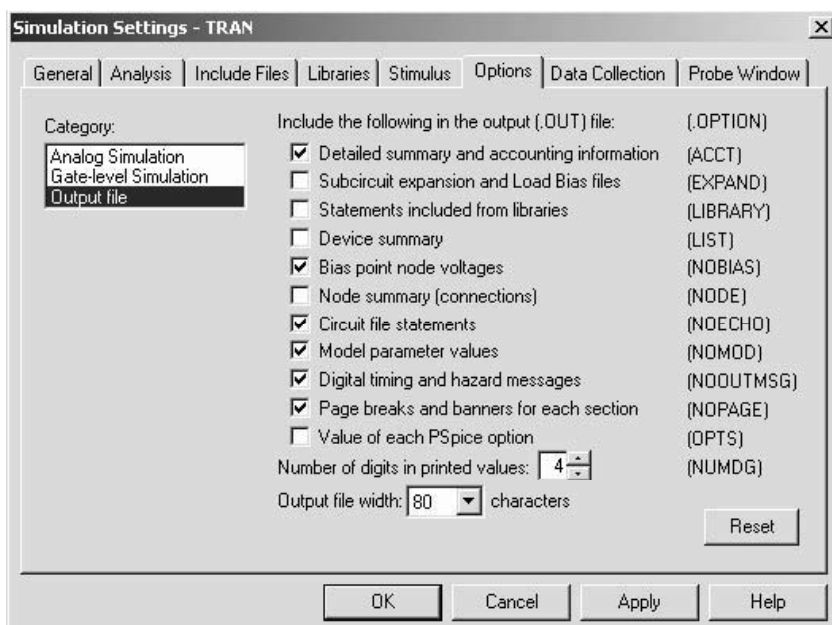 Simulation Settings - TRAN
General Analysis Include Files Libraries Stimulus Options Data Collection Probe Window
Category:
Analog Simulation
Gate-level Simulation
Output file
Include the following in the output (.OUT) file: (.OPTION)
Detailed summary and accounting information (ACCT)
Subcircuit expansion and Load Bias files (EXPAND)
Statements included from libraries (LIBRARY)
Device summary (LIST)
Bias point node voltages (NOBIAS)
Node summary (connections) (NODE)
Circuit file statements (NOECHO)
Model parameter values (NOMOD)
Digital timing and hazard messages (NOOUTMSG)
Page breaks and banners for each section (NOPAGE)
Value of each PSpice option (OPTS)
Number of digits in printed values: 4 (NUMDG)
Output file width: 80 characters
Reset
OK Cancel Apply Help